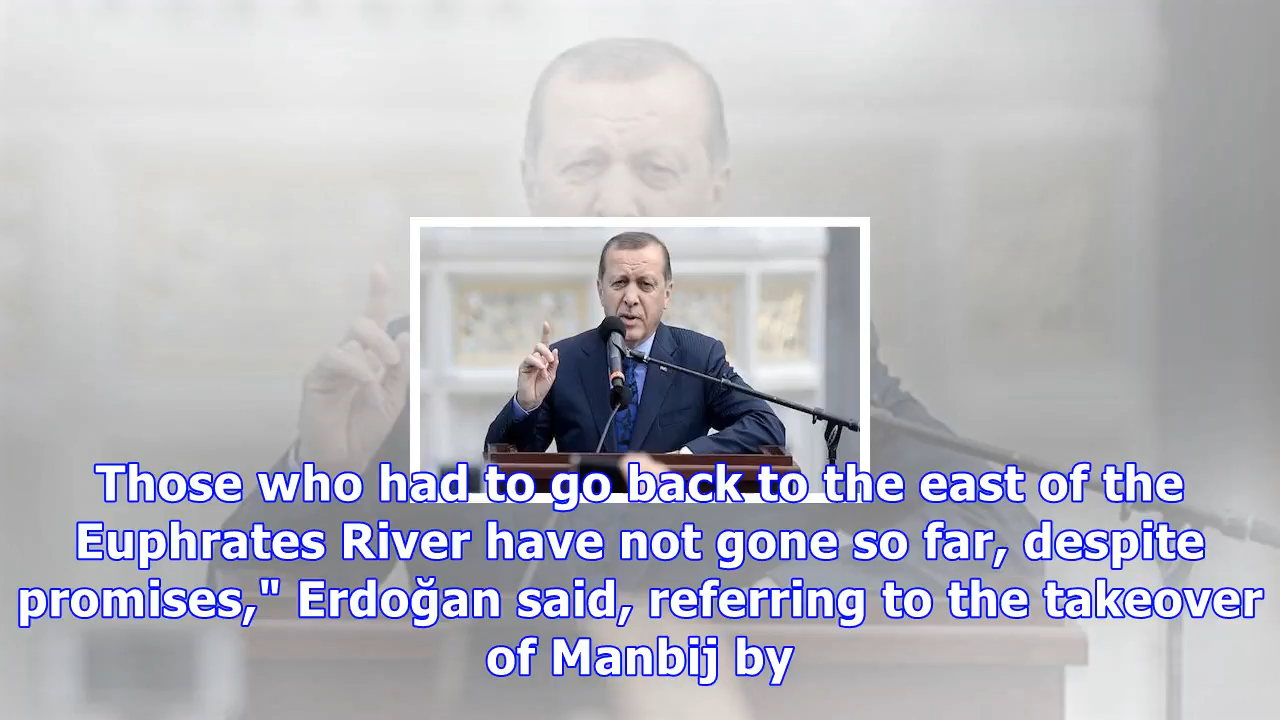 Those who had to go back to the east of the
Euphrates River have not gone so far, despite
promises," Erdoğan said, referring to the takeover
of Manbij by